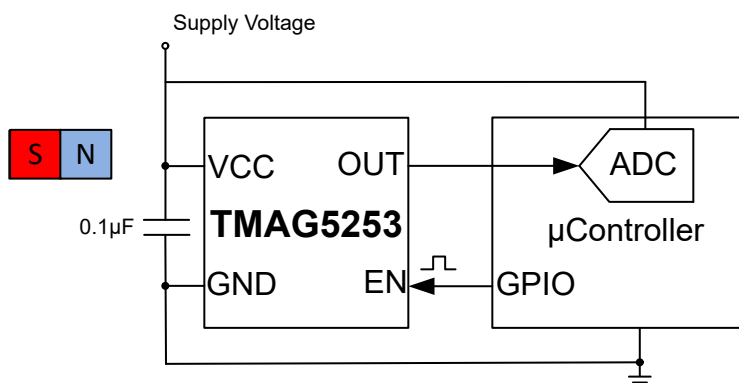 Supply Voltage
S N
VCC OUT ADC
0.1µF TMAG5253 µController
GND EN GPIO